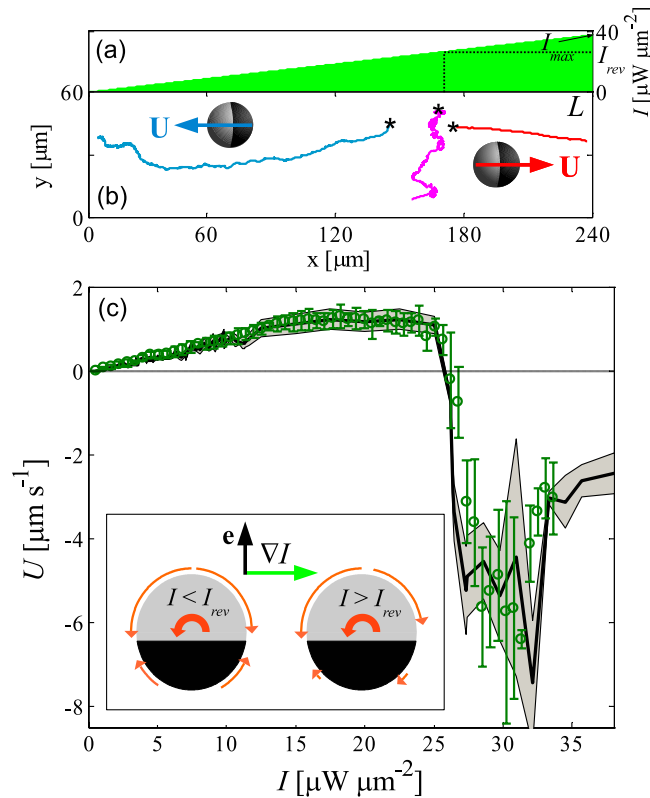 (a)
40
I_max
I_rev
I [μW μm⁻²]
0
60
L
U
U
y [μm]
30
(b)
0
0 60 120 180 240
x [μm]
(c)
2
0
-2
-4
-6
-8
U [μm s⁻¹]
e
∇I
I < I_rev
I > I_rev
0 5 10 15 20 25 30 35
I [μW μm⁻²]